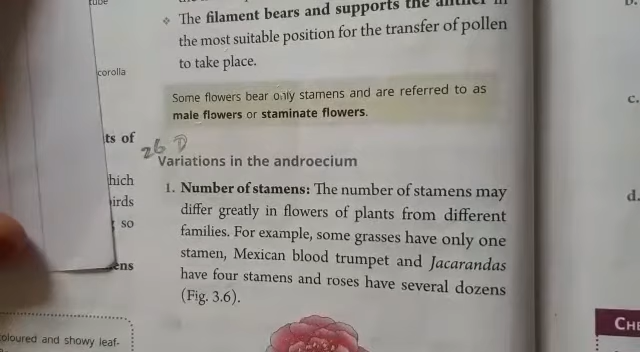 tube
The filament bears and supports the anther in
the most suitable position for the transfer of pollen
to take place.
corolla
Some flowers bear only stamens and are referred to as
male flowers or staminate flowers.
ts of
26
Variations in the androecium
hich
irds
so
ens
1. Number of stamens: The number of stamens may
differ greatly in flowers of plants from different
families. For example, some grasses have only one
stamen, Mexican blood trumpet and Jacarandas
have four stamens and roses have several dozens
(Fig. 3.6).
oloured and showy leaf-
c.
d.
CHE